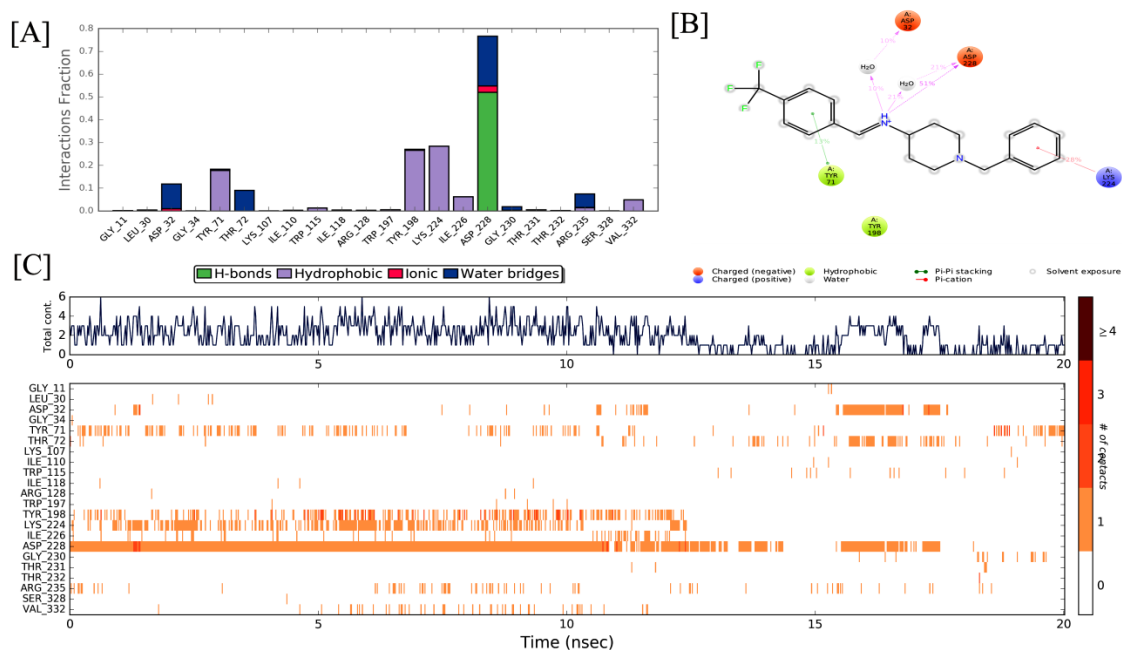 [A]
Interactions Fraction
0.8
0.7
0.6
0.5
0.4
0.3
0.2
0.1
0.0
GLY_11 LEU_30 ASP_32 GLY_34 TYR_71 THR_72 LYS_107 ILE_110 TRP_115 ILE_118 ARG_128 TRP_197 TYR_198 LYS_224 ILE_226 ASP_228 GLY_230 THR_231 THR_232 ARG_235 SER_328 VAL_332
H-bonds Hydrophobic Ionic Water bridges
[B]
A:
ASP
32
10%
H₂O
A:
ASP
228
21%
H₂O
51%
10%
21%
F
F
F
H
N+
N
A:
TYR
71
28%
A:
LYS
224
A:
TYR
198
Charged (negative) Hydrophobic Pi-Pi stacking Solvent exposure
Charged (positive) Water Pi-cation
[C]
Total cont.
6
4
2
0
0 5 10 15 20
GLY_11
LEU_30
ASP_32
GLY_34
TYR_71
THR_72
LYS_107
ILE_110
TRP_115
ILE_118
ARG_128
TRP_197
TYR_198
LYS_224
ILE_226
ASP_228
GLY_230
THR_231
THR_232
ARG_235
SER_328
VAL_332
0 5 10 15 20
Time (nsec)
≥4
3
# of contacts
1
0